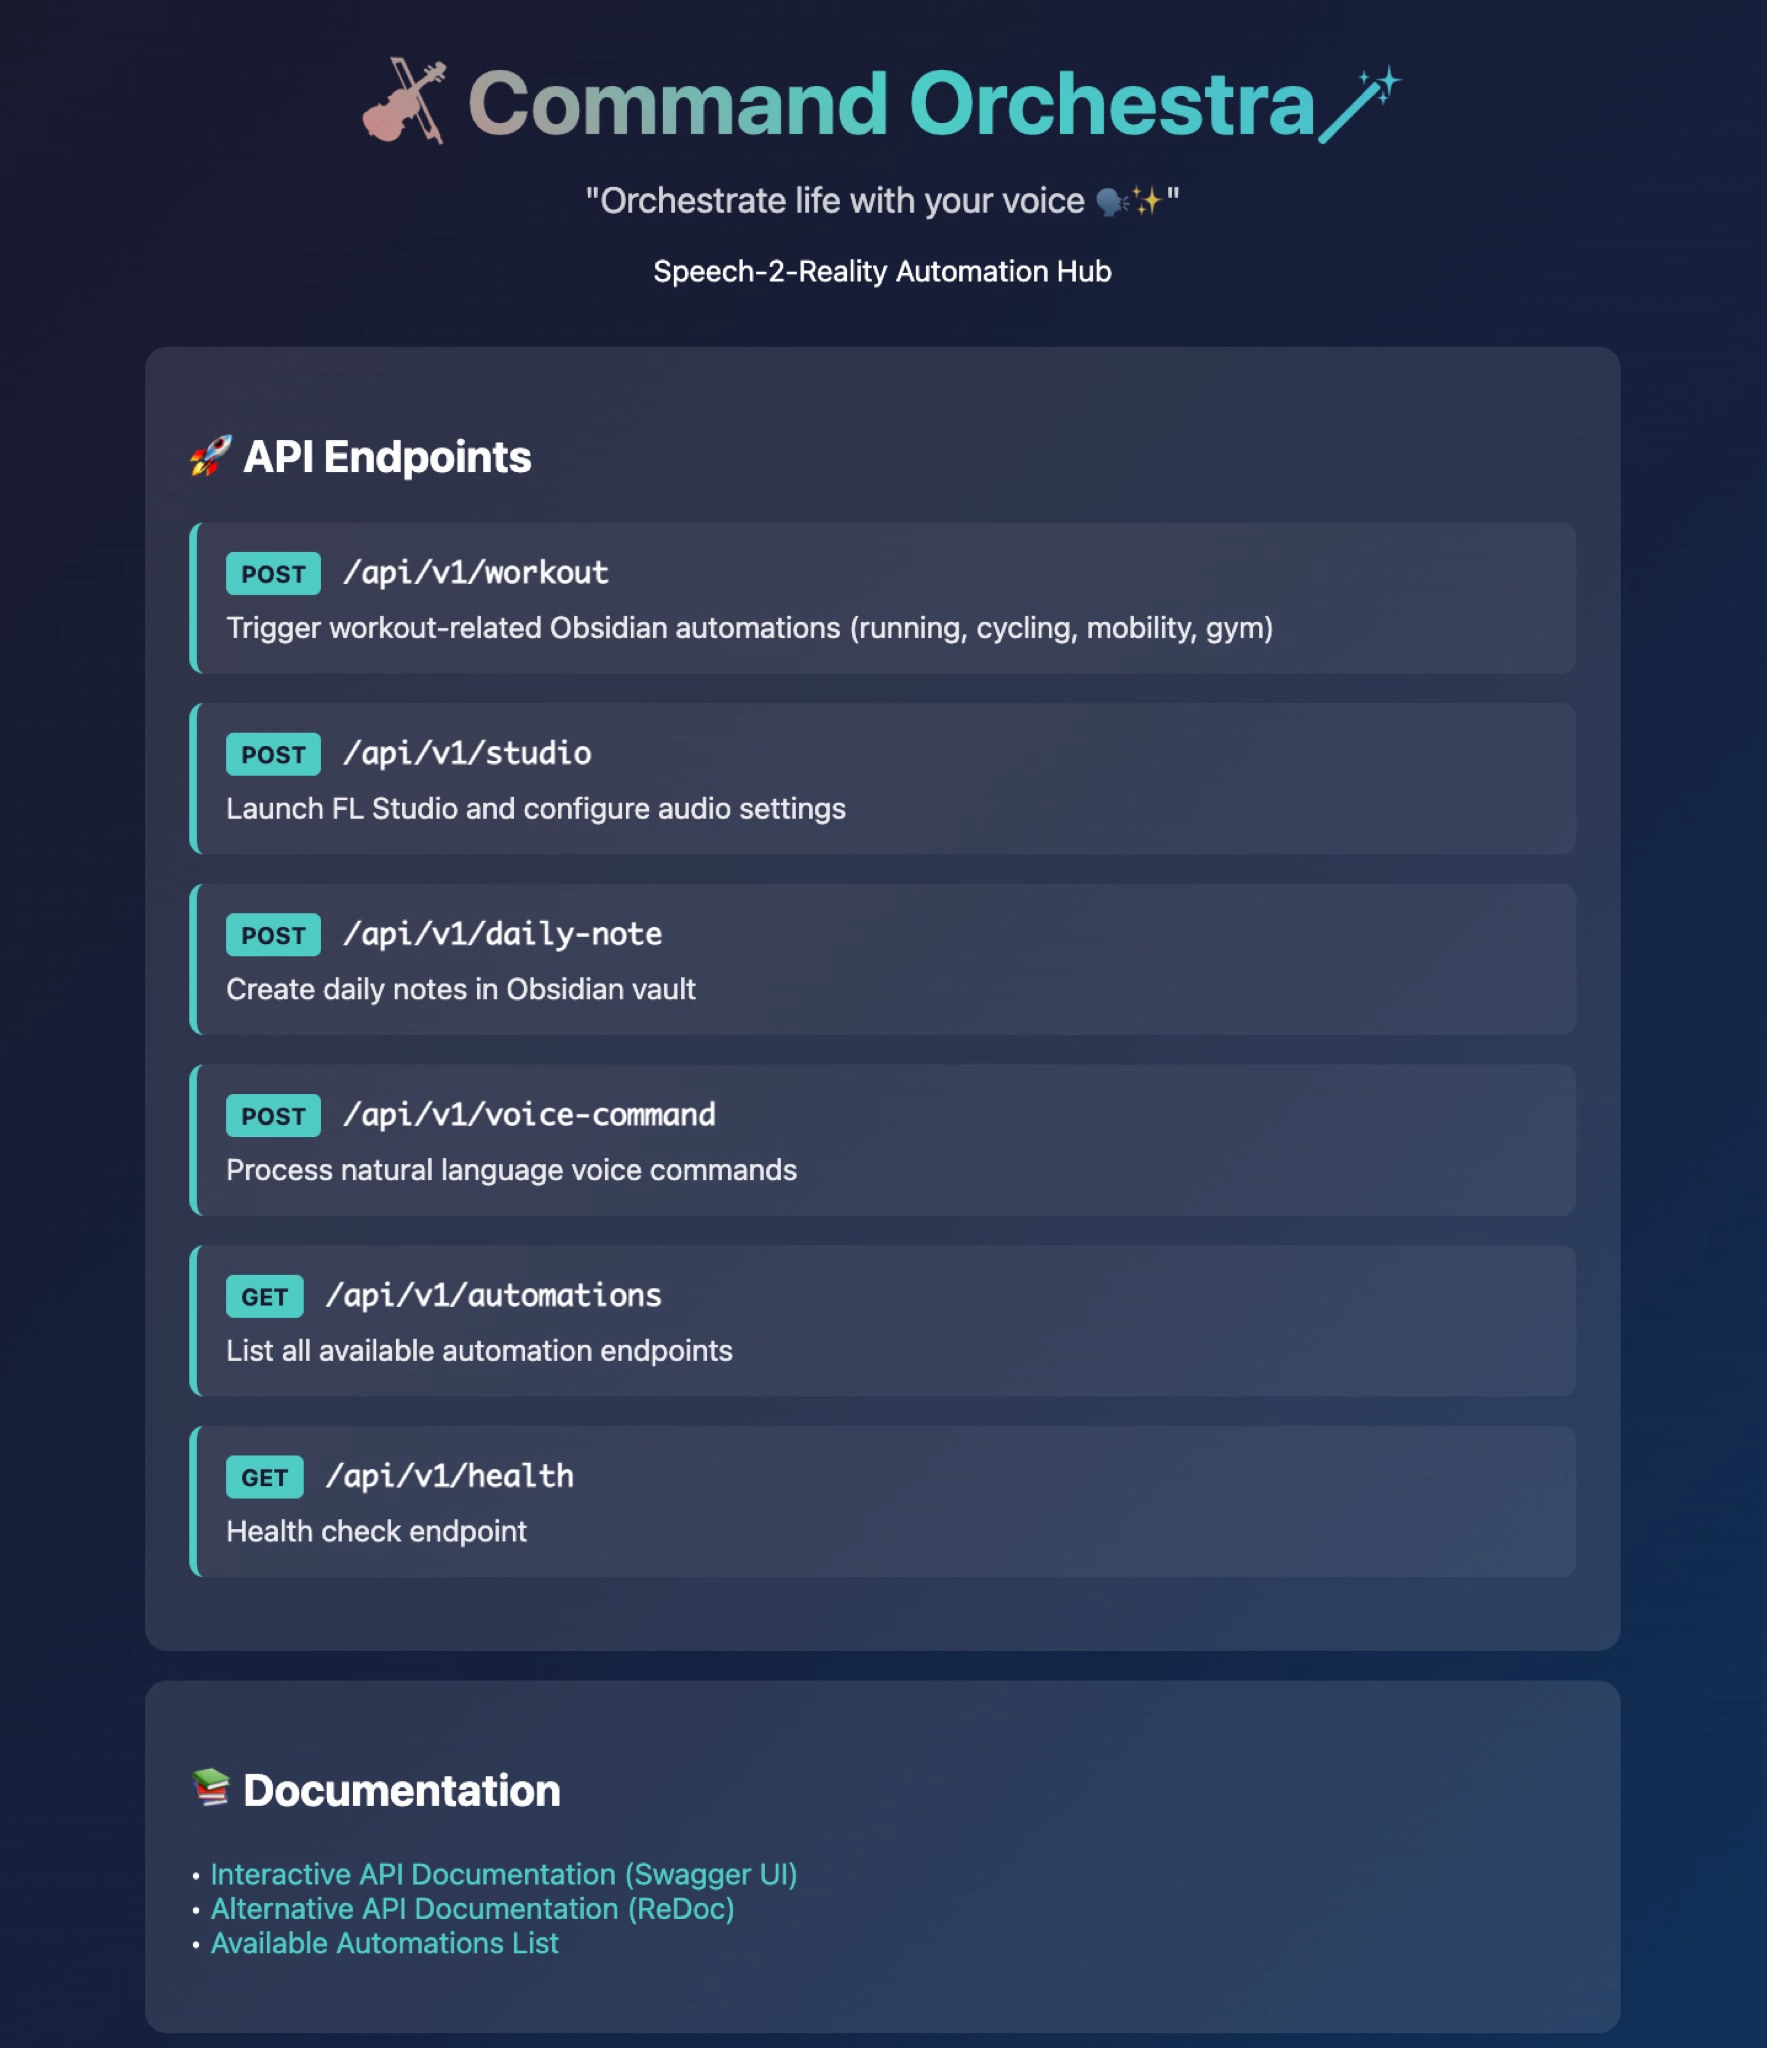 🎻 Command Orchestra🪄
"Orchestrate life with your voice 🗣️✨"
Speech-2-Reality Automation Hub
🚀 API Endpoints
POST /api/v1/workout
Trigger workout-related Obsidian automations (running, cycling, mobility, gym)
POST /api/v1/studio
Launch FL Studio and configure audio settings
POST /api/v1/daily-note
Create daily notes in Obsidian vault
POST /api/v1/voice-command
Process natural language voice commands
GET /api/v1/automations
List all available automation endpoints
GET /api/v1/health
Health check endpoint
📚 Documentation
• Interactive API Documentation (Swagger UI)
• Alternative API Documentation (ReDoc)
• Available Automations List